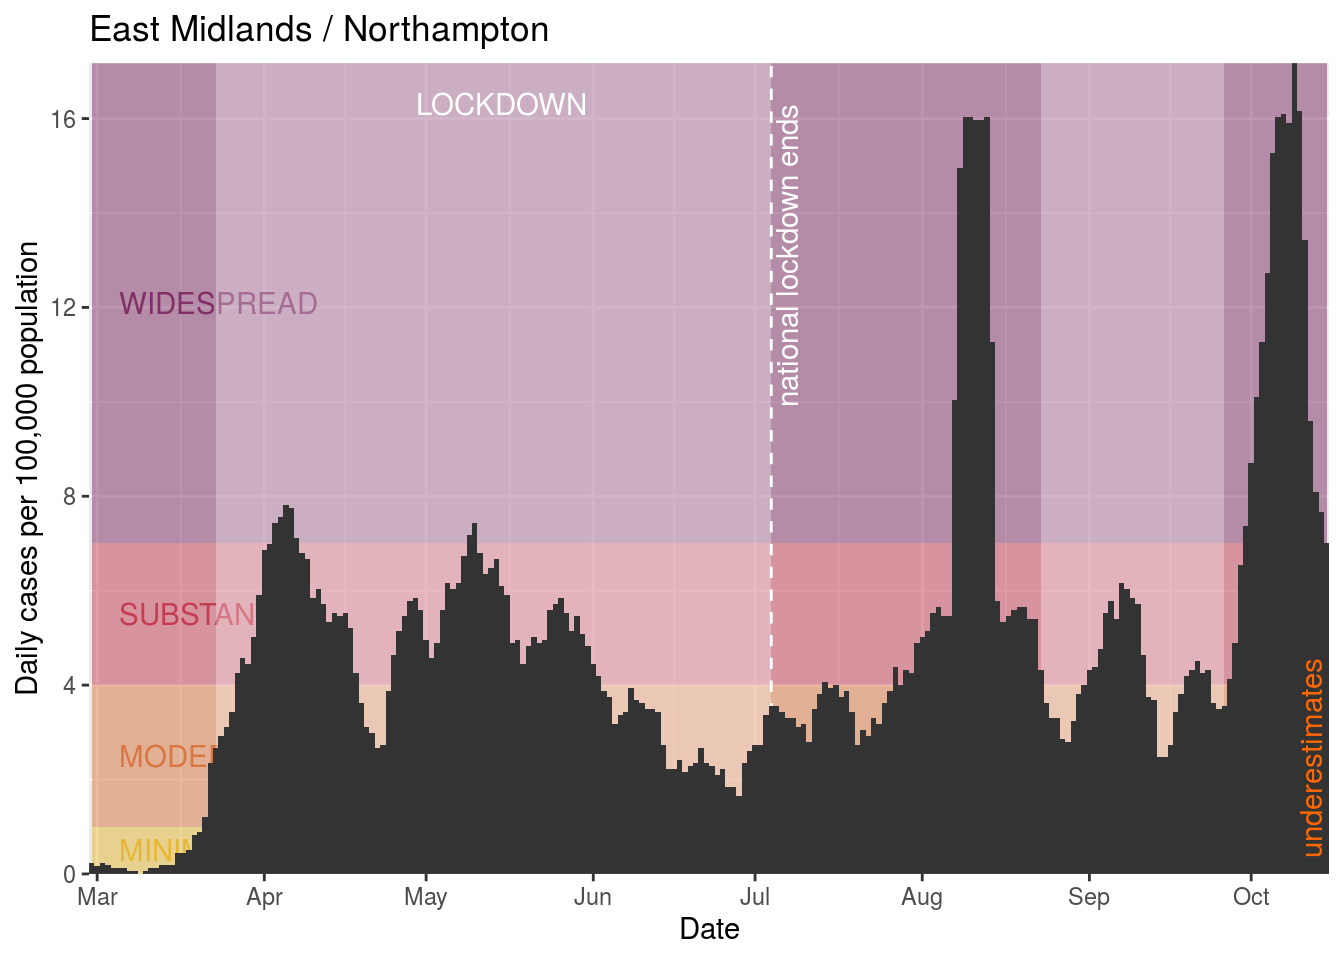 East Midlands / Northampton
Daily cases per 100,000 population
16
12
8
4
0
LOCKDOWN
national lockdown ends
WIDESPREAD
SUBSTAN
MODE
MINI
underestimates
Mar Apr May Jun Jul Aug Sep Oct
Date